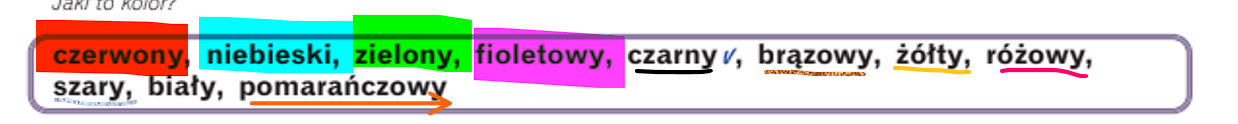 Jaki to kolor?
czerwony, niebieski, zielony, fioletowy, czarny ✓, brązowy, żółty, różowy,
szary, biały, pomarańczowy